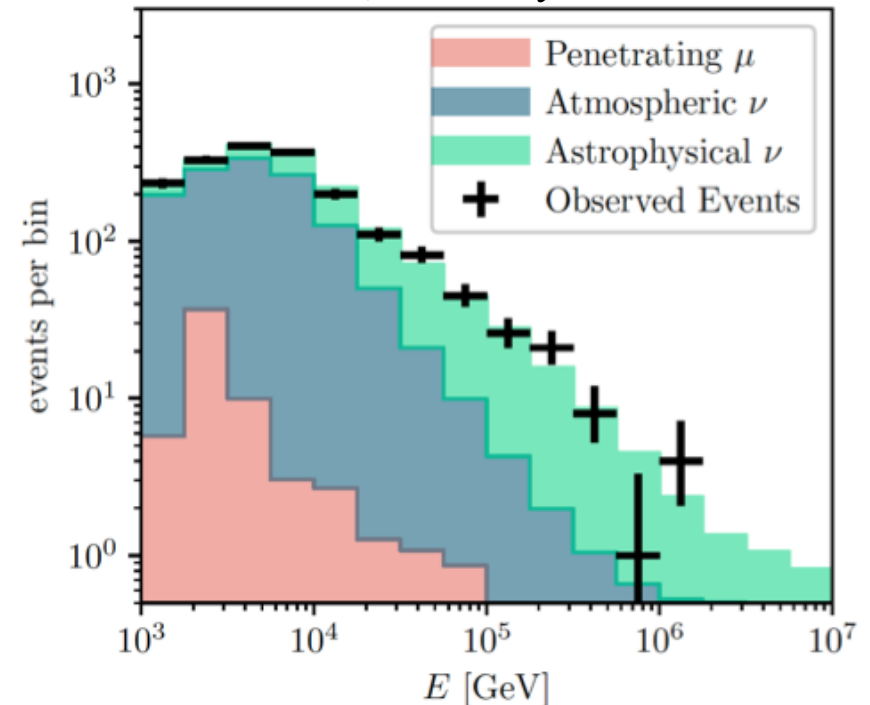 Penetrating μ
Atmospheric ν
Astrophysical ν
Observed Events
events per bin
10³
10²
10¹
10⁰
10³ 10⁴ 10⁵ 10⁶ 10⁷
E [GeV]